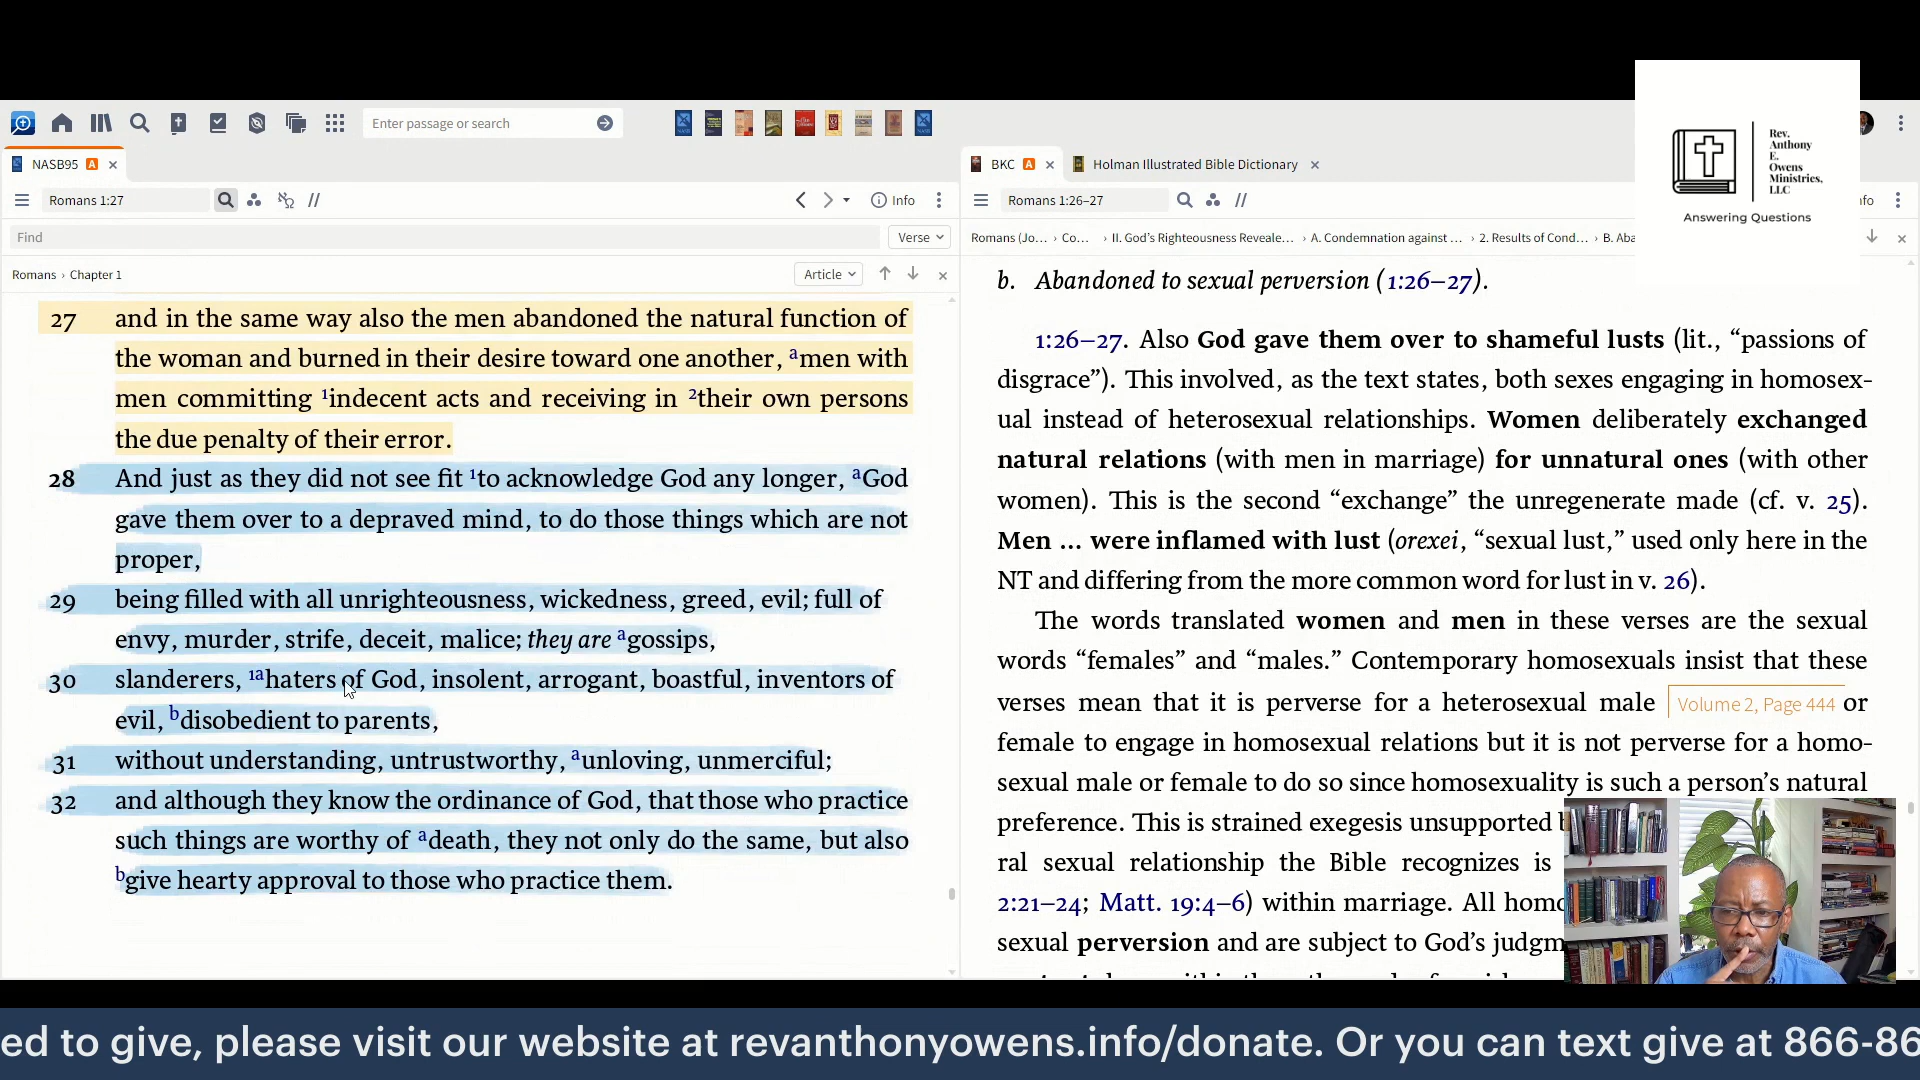 Enter passage or search
NASB95 A
Romans 1:27
Info
Find
Verse
Romans › Chapter 1
Article
27 and in the same way also the men abandoned the natural function of
the woman and burned in their desire toward one another, ᵃmen with
men committing ¹indecent acts and receiving in ²their own persons
the due penalty of their error.
28 And just as they did not see fit ¹to acknowledge God any longer, ᵃGod
gave them over to a depraved mind, to do those things which are not
proper,
29 being filled with all unrighteousness, wickedness, greed, evil; full of
envy, murder, strife, deceit, malice; they are ᵃgossips,
30 slanderers, ¹ᵃhaters of God, insolent, arrogant, boastful, inventors of
evil, ᵇdisobedient to parents,
31 without understanding, untrustworthy, ᵃunloving, unmerciful;
32 and although they know the ordinance of God, that those who practice
such things are worthy of ᵃdeath, they not only do the same, but also
ᵇgive hearty approval to those who practice them.
BKC A
Holman Illustrated Bible Dictionary
Romans 1:26–27
nfo
Romans (Jo... › Co... › II. God's Righteousness Reveale... › A. Condemnation against ... › 2. Results of Cond... › B. Aba
b. Abandoned to sexual perversion (1:26–27).
1:26–27. Also God gave them over to shameful lusts (lit., “passions of
disgrace”). This involved, as the text states, both sexes engaging in homosex-
ual instead of heterosexual relationships. Women deliberately exchanged
natural relations (with men in marriage) for unnatural ones (with other
women). This is the second “exchange” the unregenerate made (cf. v. 25).
Men ... were inflamed with lust (orexei, “sexual lust,” used only here in the
NT and differing from the more common word for lust in v. 26).
The words translated women and men in these verses are the sexual
words “females” and “males.” Contemporary homosexuals insist that these
verses mean that it is perverse for a heterosexual male Volume 2, Page 444 or
female to engage in homosexual relations but it is not perverse for a homo-
sexual male or female to do so since homosexuality is such a person’s natural
preference. This is strained exegesis unsupported
ral sexual relationship the Bible recognizes is
2:21–24; Matt. 19:4–6) within marriage. All homo
sexual perversion and are subject to God’s judgm
Rev.
Anthony
E.
Owens
Ministries,
LLC
Answering Questions
ed to give, please visit our website at revanthonyowens.info/donate. Or you can text give at 866-86